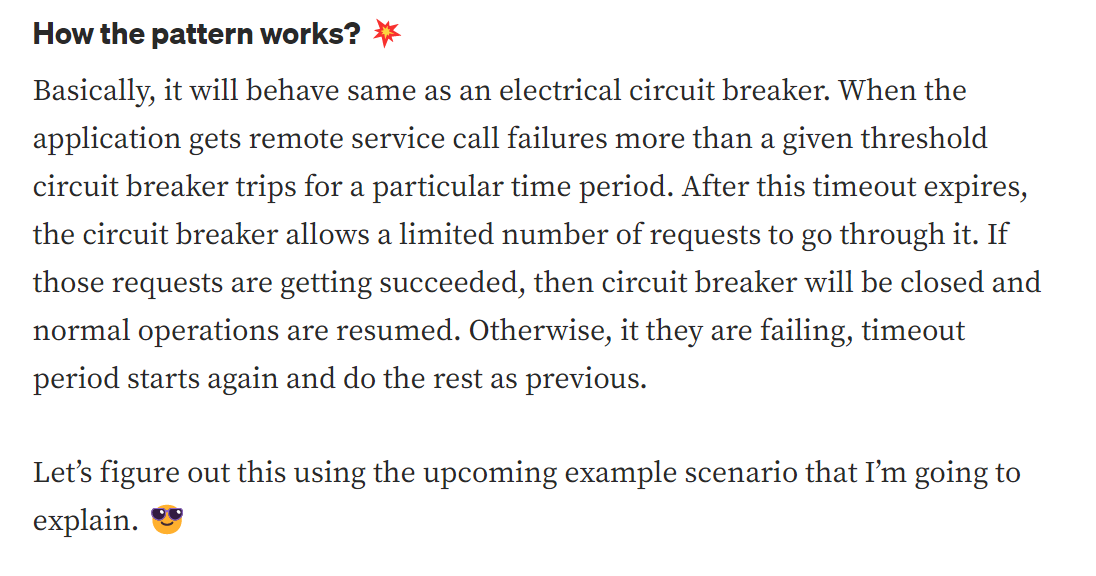 How the pattern works? 💥
Basically, it will behave same as an electrical circuit breaker. When the
application gets remote service call failures more than a given threshold
circuit breaker trips for a particular time period. After this timeout expires,
the circuit breaker allows a limited number of requests to go through it. If
those requests are getting succeeded, then circuit breaker will be closed and
normal operations are resumed. Otherwise, it they are failing, timeout
period starts again and do the rest as previous.
Let’s figure out this using the upcoming example scenario that I’m going to
explain. 😎